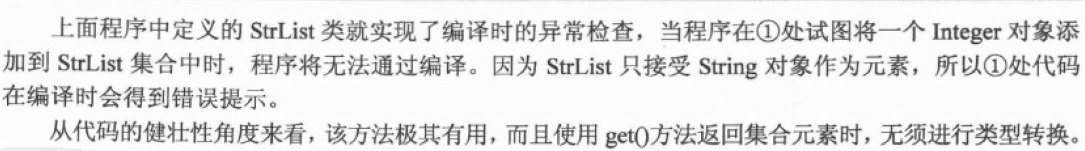 上面程序中定义的 StrList 类就实现了编译时的异常检查，当程序在①处试图将一个 Integer 对象添
加到 StrList 集合中时，程序将无法通过编译。因为 StrList 只接受 String 对象作为元素，所以①处代码
在编译时会得到错误提示。
从代码的健壮性角度来看，该方法极其有用，而且使用 get()方法返回集合元素时，无须进行类型转换。